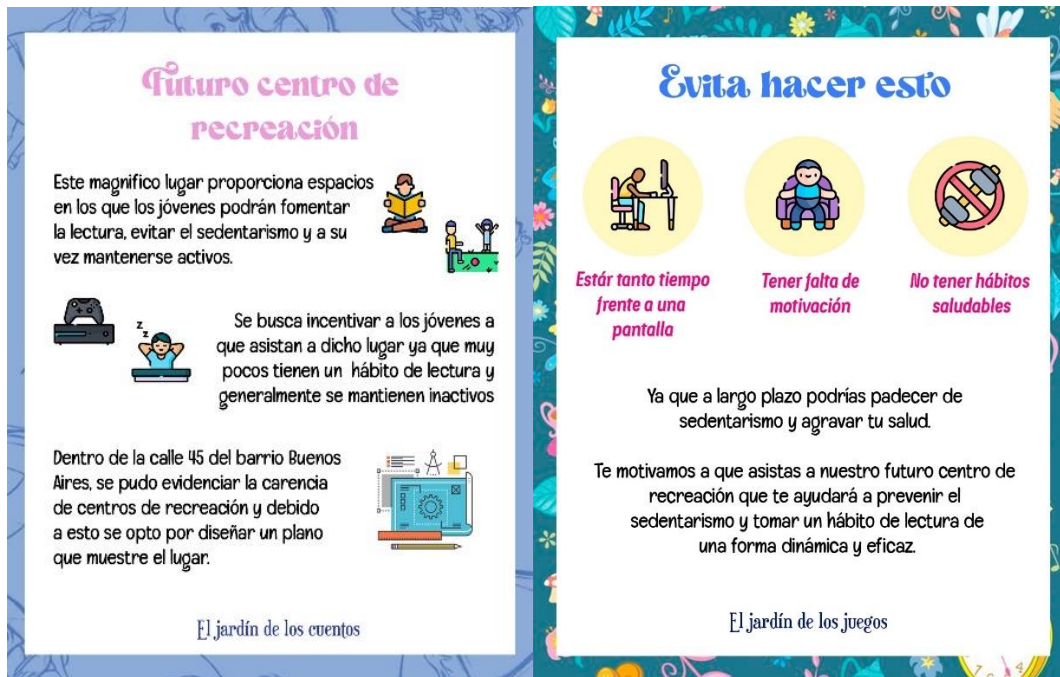 Futuro centro de
recreación
Este magnifico lugar proporciona espacios
en los que los jóvenes podrán fomentar
la lectura, evitar el sedentarismo y a su
vez mantenerse activos.
z
z
Se busca incentivar a los jóvenes a
que asistan a dicho lugar ya que muy
pocos tienen un hábito de lectura y
generalmente se mantienen inactivos
Dentro de la calle 45 del barrio Buenos
Aires, se pudo evidenciar la carencia
de centros de recreación y debido
a esto se opto por diseñar un plano
que muestre el lugar.
El jardín de los cuentos
Evita hacer esto
Estár tanto tiempo
frente a una
pantalla
Tener falta de
motivación
No tener hábitos
saludables
Ya que a largo plazo podrías padecer de
sedentarismo y agravar tu salud.
Te motivamos a que asistas a nuestro futuro centro de
recreación que te ayudará a prevenir el
sedentarismo y tomar un hábito de lectura de
una forma dinámica y eficaz.
El jardín de los juegos